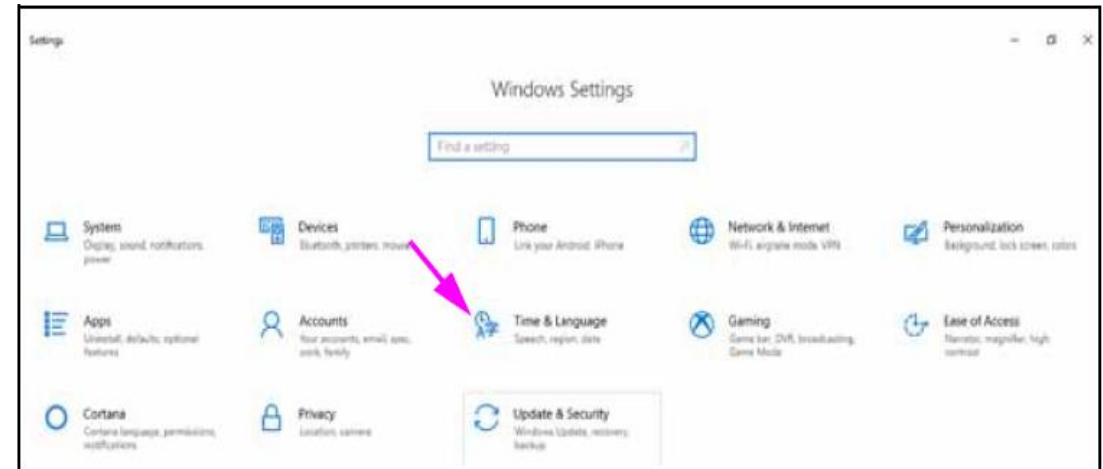 Settings
Windows Settings
Find a setting
System
Display, sound, notifications,
power
Devices
Bluetooth, printers, mouse
Phone
Link your Android, iPhone
Network & Internet
Wi-Fi, airplane mode, VPN
Personalization
Background, lock screen, colors
Apps
Uninstall, defaults, optional
features
Accounts
Your accounts, email, sync,
work, family
Time & Language
Speech, region, date
Gaming
Game bar, DVR, broadcasting,
Game Mode
Ease of Access
Narrator, magnifier, high
contrast
Cortana
Cortana language, permissions,
notifications
Privacy
Location, camera
Update & Security
Windows Update, recovery,
backup